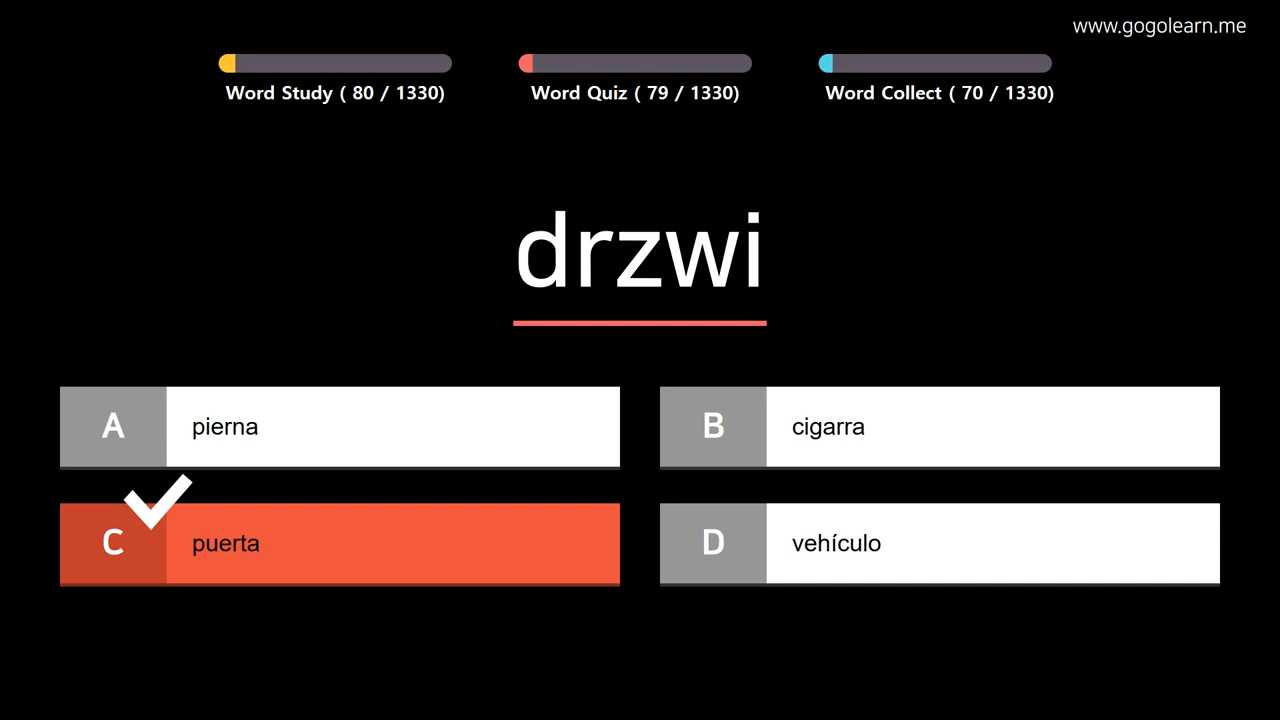 www.gogolearn.me
Word Study ( 80 / 1330)
Word Quiz ( 79 / 1330)
Word Collect ( 70 / 1330)
drzwi
A
pierna
B
cigarra
C
puerta
D
vehículo